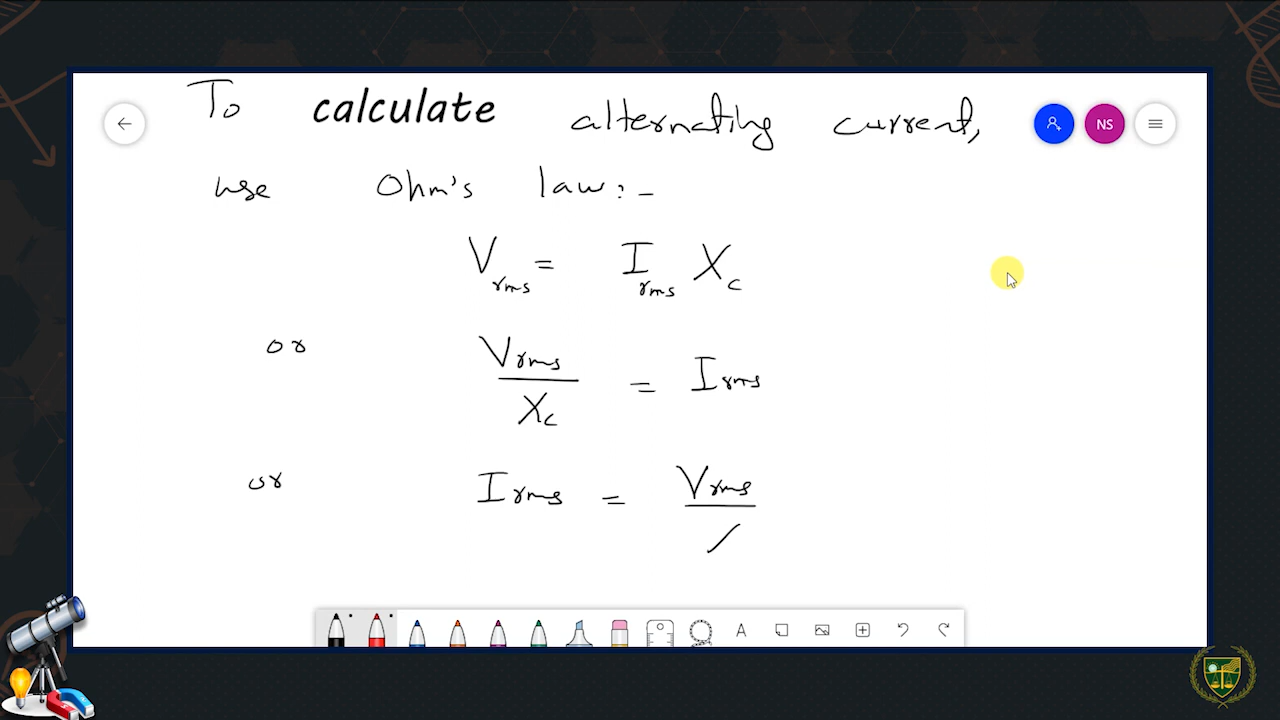 To calculate alternating current,
NS
use Ohm's law:-
Vrms = Irms Xc
or Vrms/Xc = Irms
or Irms = Vrms/
A